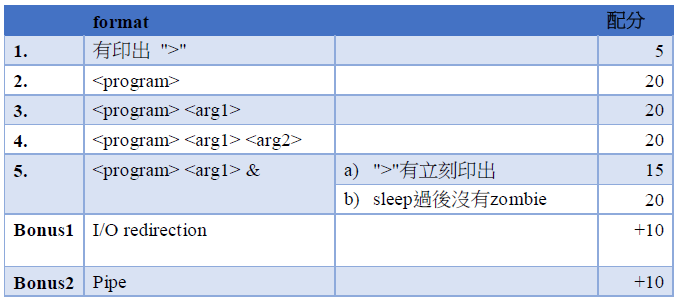 format 配分
1. 有印出 ">" 5
2. <program> 20
3. <program> <arg1> 20
4. <program> <arg1> <arg2> 20
5. <program> <arg1> & a) ">"有立刻印出 15
b) sleep過後沒有zombie 20
Bonus1 I/O redirection +10
Bonus2 Pipe +10